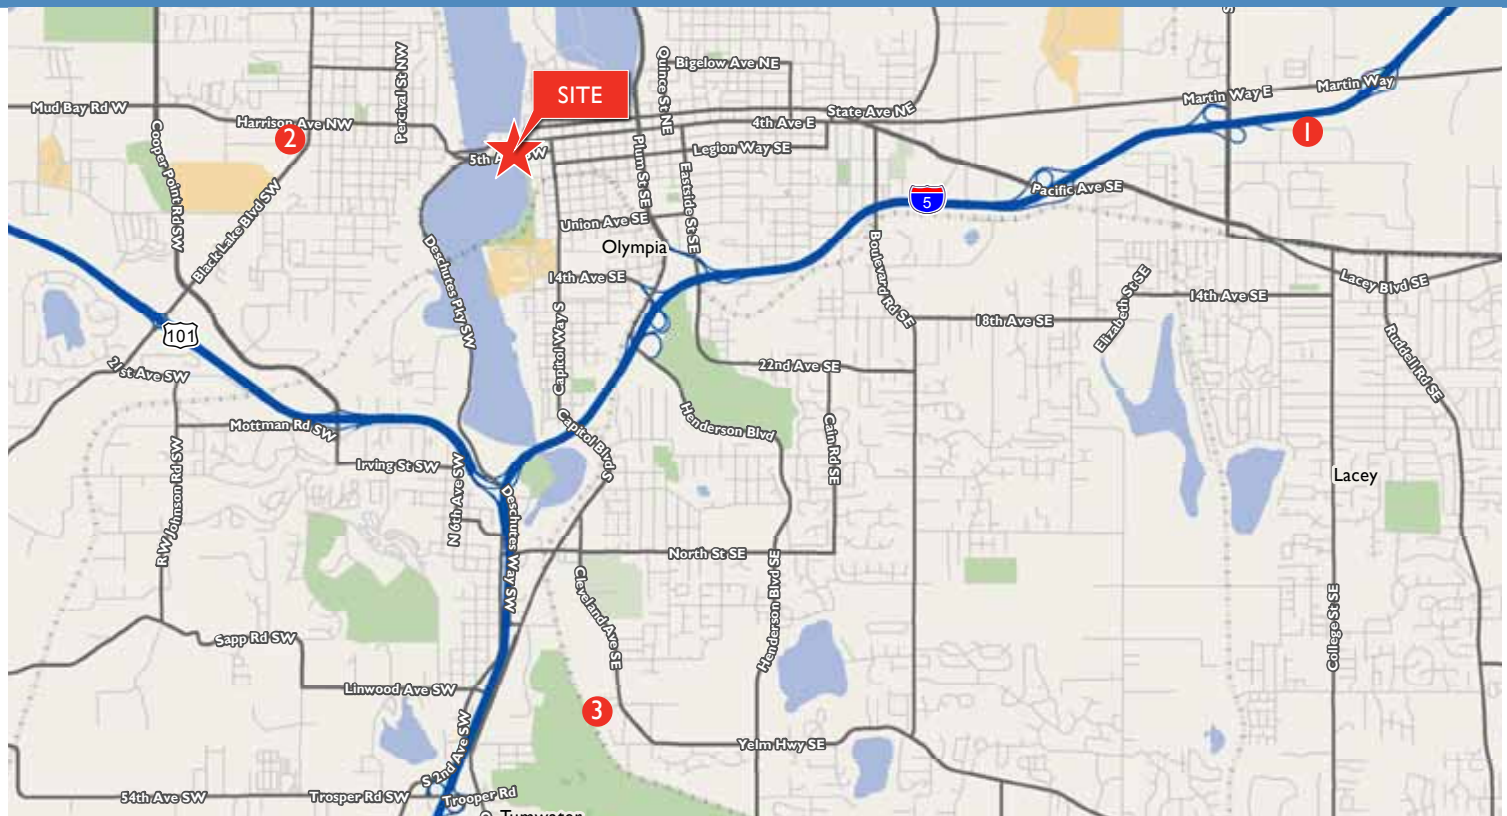 Bigelow Ave NE
Quince St NE
Percival St NW
SITE
Martin Way
Martin Way E
Mud Bay Rd W
State Ave NE
Harrison Ave NW
4th Ave E
1
2
Cooper Point Rd SW
Plum St SE
Legion Way SE
5th Ave SW
Eastside St SE
Pacific Ave SE
5
Black Lake Blvd SW
Union Ave SE
Olympia
Deschutes Pky SW
Boulevard Rd SE
14th Ave SE
Lacey Blvd SE
14th Ave SE
Elizabeth St SE
Capitol Way S
18th Ave SE
101
Ruddell Rd SE
21st Ave SW
22nd Ave SE
Mottman Rd SW
Capitol Blvd S
Henderson Blvd
Cain Rd SE
Irving St SW
R W Johnson Rd SW
N 6th Ave SW
Lacey
Deschutes Way SW
North St SE
Cleveland Ave SE
Henderson Blvd SE
College St SE
Sapp Rd SW
Linwood Ave SW
3
S 2nd Ave SW
Yelm Hwy SE
54th Ave SW
Trosper Rd SW
Trooper Rd
Tumwater